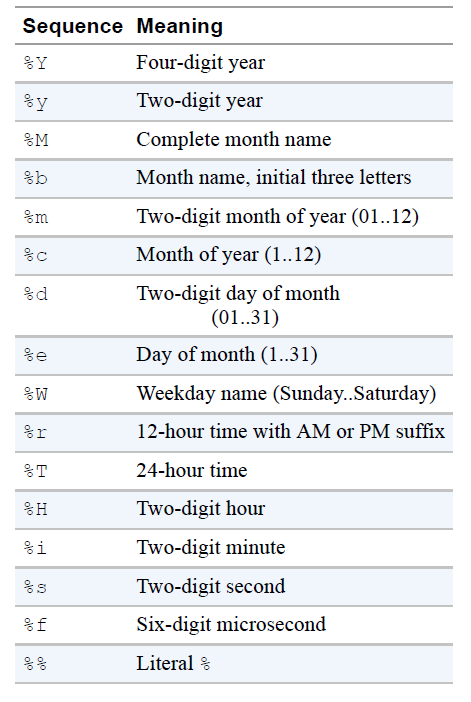 Sequence Meaning
%Y Four-digit year
%y Two-digit year
%M Complete month name
%b Month name, initial three letters
%m Two-digit month of year (01..12)
%c Month of year (1..12)
%d Two-digit day of month
(01..31)
%e Day of month (1..31)
%W Weekday name (Sunday..Saturday)
%r 12-hour time with AM or PM suffix
%T 24-hour time
%H Two-digit hour
%i Two-digit minute
%s Two-digit second
%f Six-digit microsecond
%% Literal %